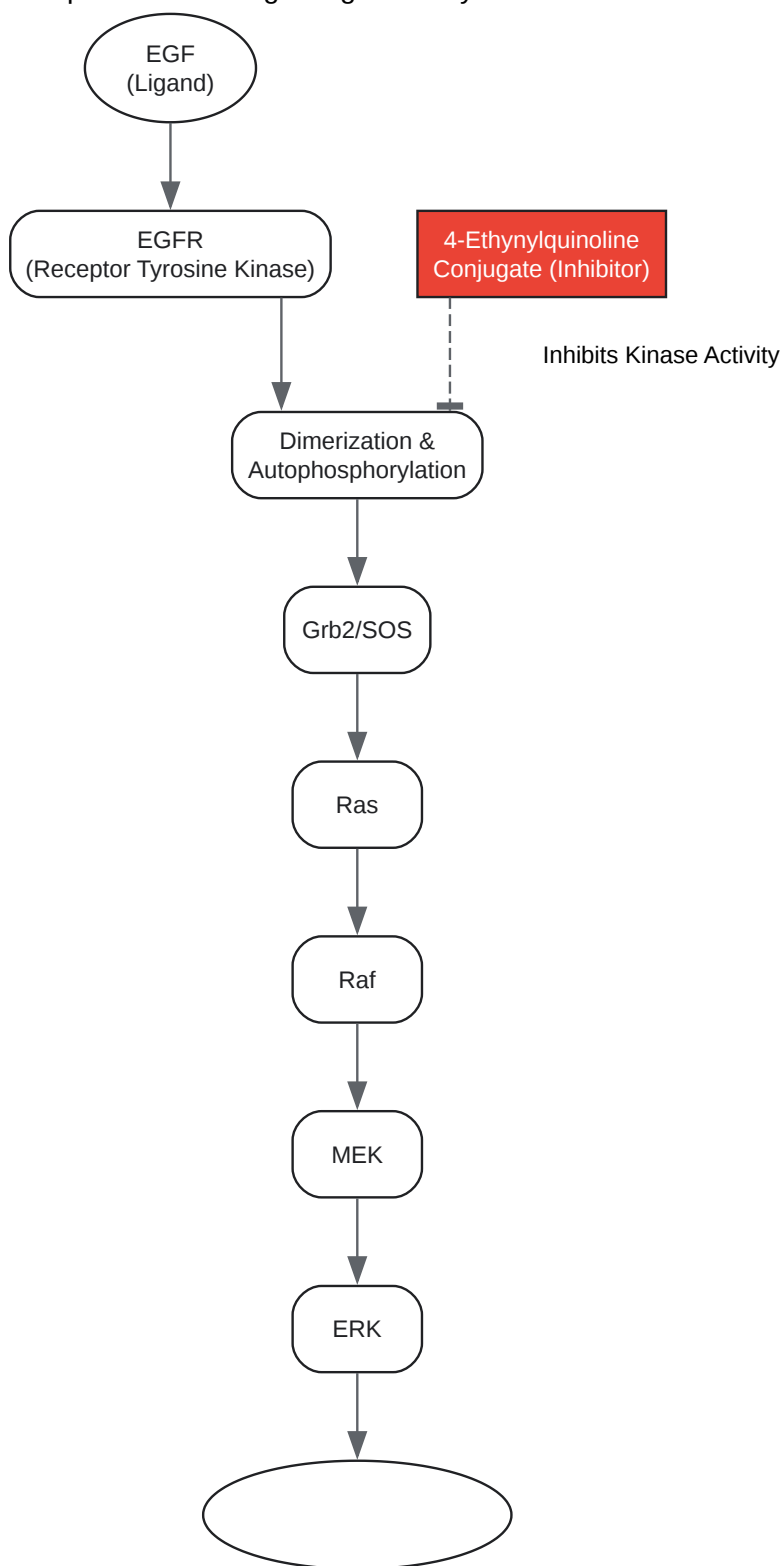 EGF
(Ligand)
EGFR
(Receptor Tyrosine Kinase)
4-Ethynylquinoline
Conjugate (Inhibitor)
Inhibits Kinase Activity
Dimerization &
Autophosphorylation
Grb2/SOS
Ras
Raf
MEK
ERK